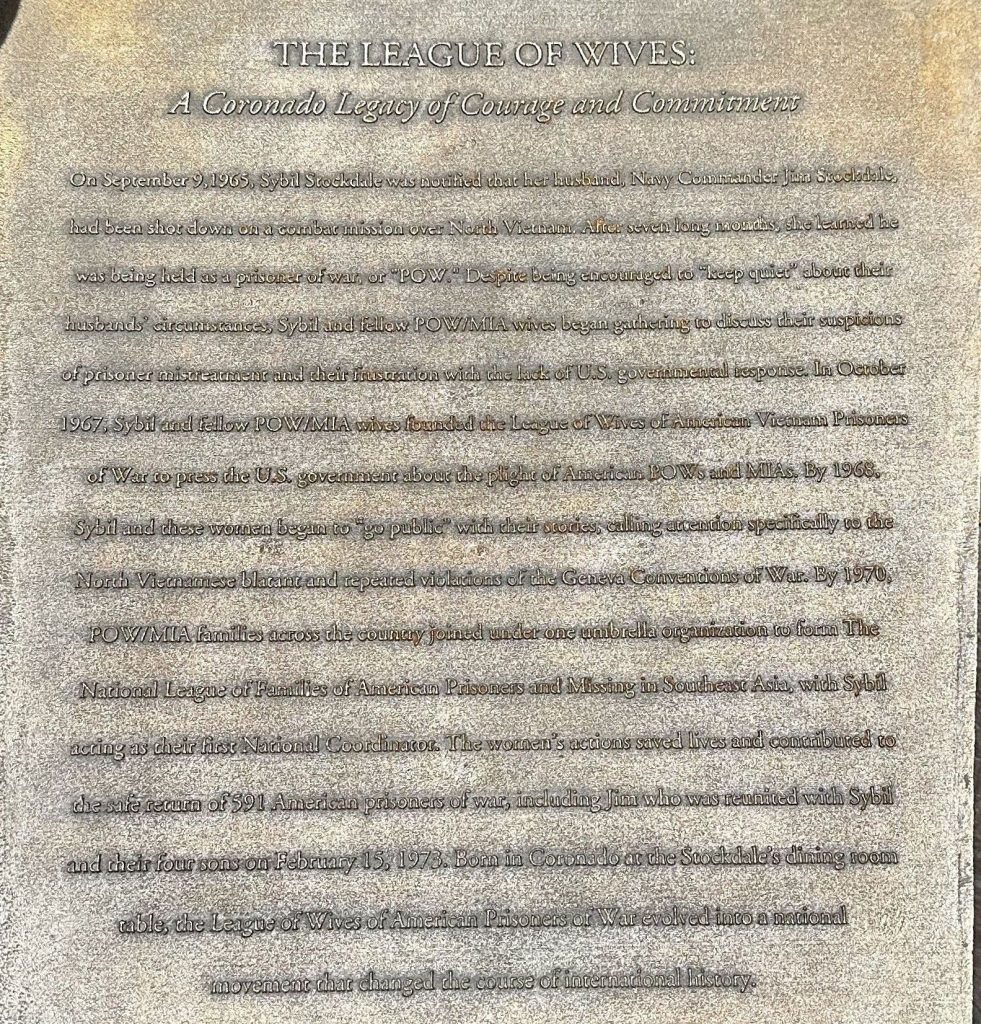 THE LEAGUE OF WIVES:
A Coronado Legacy of Courage and Commitment
On September 9, 1965, Sybil Stockdale was notified that her husband, Navy Commander Jim Stockdale,
had been shot down on a combat mission over North Vietnam. After seven long months, she learned he
was being held as a prisoner of war, or "POW." Despite being encouraged to "keep quiet" about their
husbands' circumstances, Sybil and fellow POW/MIA wives began gathering to discuss their suspicions
of prisoner mistreatment and their frustration with the lack of U.S. governmental response. In October
1967, Sybil and fellow POW/MIA wives founded the League of Wives of American Vietnam Prisoners
of War to press the U.S. government about the plight of American POWs and MIAs. By 1968,
Sybil and these women began to "go public" with their stories, calling attention specifically to the
North Vietnamese blatant and repeated violations of the Geneva Conventions of War. By 1970,
POW/MIA families across the country joined under one umbrella organization to form The
National League of Families of American Prisoners and Missing in Southeast Asia, with Sybil
acting as their first National Coordinator. The women's actions saved lives and contributed to
the safe return of 591 American prisoners of war, including Jim who was reunited with Sybil
and their four sons on February 15, 1973. Born in Coronado at the Stockdale's dining room
table, the League of Wives of American Prisoners of War evolved into a national
movement that changed the course of international history.